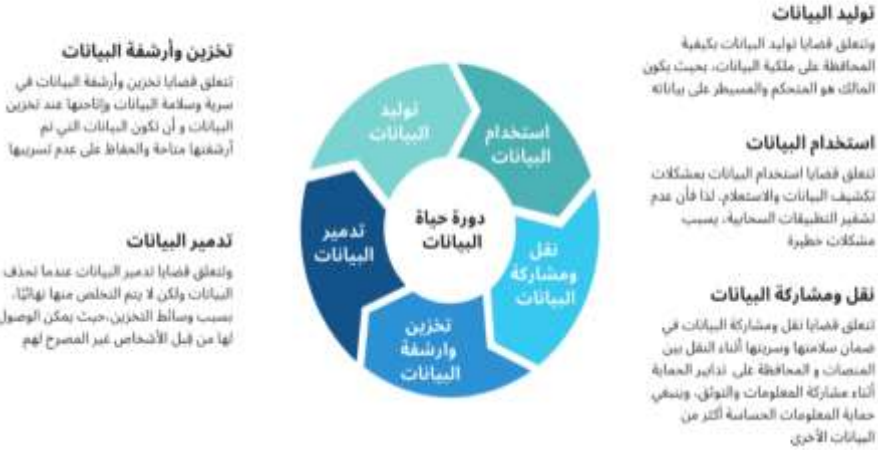 توليد البيانات
وتتعلق قضايا توليد البيانات بكيفية
المحافظة على ملكية البيانات، بحيث يكون
المالك هو المتحكم والمسيطر على بياناته
استخدام البيانات
تتعلق قضايا استخدام البيانات بمشكلات
تكشيف البيانات والاستعلام، لذا فأن عدم
تشفير التطبيقات السحابية، يسبب
مشكلات خطيرة
نقل ومشاركة البيانات
تتعلق قضايا نقل ومشاركة البيانات في
ضمان سلامتها وسريتها أثناء النقل بين
المنصات و المحافظة على تدابير الحماية
أثناء مشاركة المعلومات والتوثق، وينبغي
حماية المعلومات الحساسة أكثر من
البيانات الأخرى
توليد
البيانات
استخدام
البيانات
نقل
ومشاركة
البيانات
تخزين
وارشفة
البيانات
تدمير
البيانات
دورة حياة
البيانات
تخزين وأرشفة البيانات
تتعلق قضايا تخزين وأرشفة البيانات في
سرية وسلامة البيانات وإتاحتها عند تخزين
البيانات و أن تكون البيانات التي تم
أرشفتها متاحة والحفاظ على عدم تسريبها
تدمير البيانات
وتتعلق قضايا تدمير البيانات عندما تحذف
البيانات ولكن لا يتم التخلص منها نهائيًا،
بسبب وسائط التخزين،حيث يمكن الوصول
لها من قبل الأشخاص غير المصرح لهم